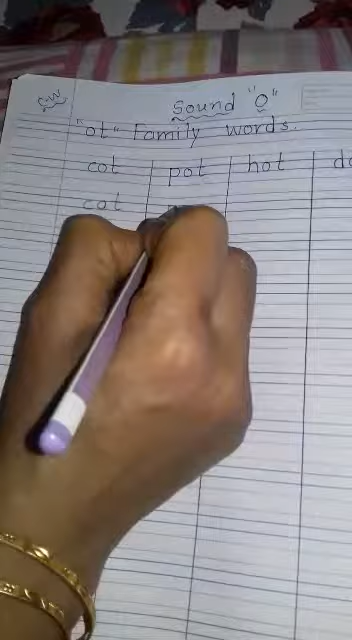 C.W
Sound "O"
"ot" Family words.
cot pot hot
cot